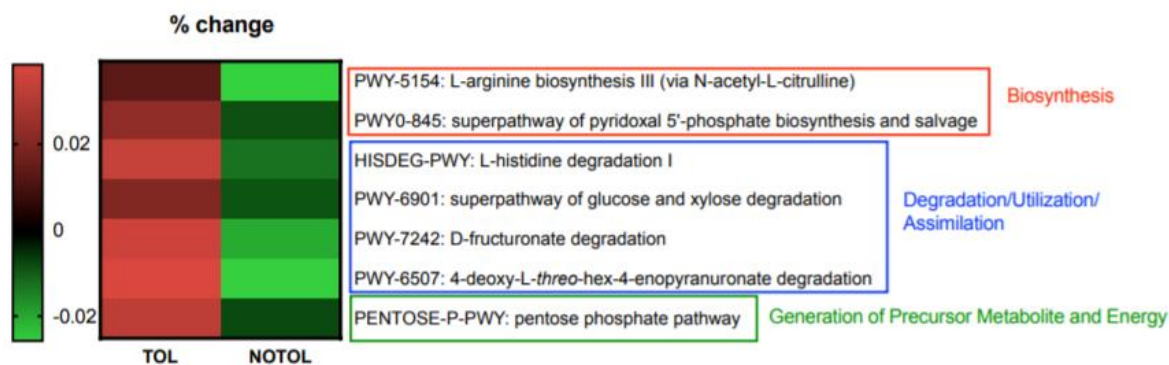 % change
0.02
0
-0.02
TOL
NOTOL
PWY-5154: L-arginine biosynthesis III (via N-acetyl-L-citrulline)
PWY0-845: superpathway of pyridoxal 5'-phosphate biosynthesis and salvage
Biosynthesis
HISDEG-PWY: L-histidine degradation I
PWY-6901: superpathway of glucose and xylose degradation
PWY-7242: D-fructuronate degradation
PWY-6507: 4-deoxy-L-threo-hex-4-enopyranuronate degradation
Degradation/Utilization/
Assimilation
PENTOSE-P-PWY: pentose phosphate pathway
Generation of Precursor Metabolite and Energy